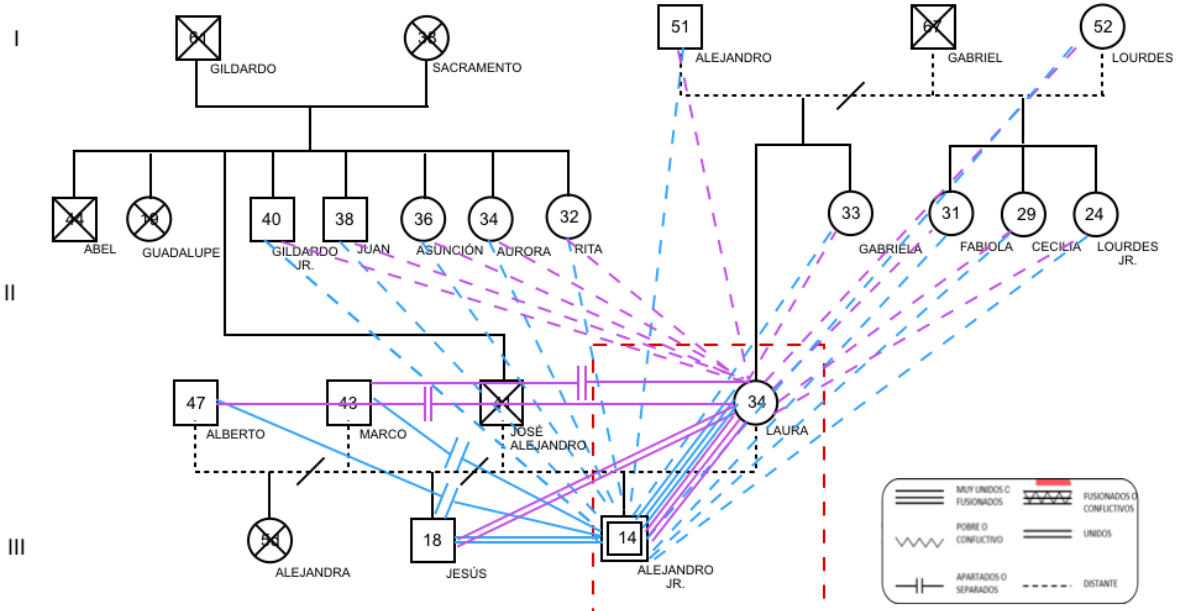 I
61
GILDARDO
38
SACRAMENTO
51
ALEJANDRO
67
GABRIEL
52
LOURDES
II
44
ABEL
19
GUADALUPE
40
GILDARDO
JR.
38
JUAN
36
ASUNCIÓN
34
AURORA
32
RITA
33
GABRIELA
31
FABIOLA
29
CECILIA
24
LOURDES
JR.
47
ALBERTO
43
MARCO
JOSÉ
ALEJANDRO
34
LAURA
III
ALEJANDRA
18
JESÚS
14
ALEJANDRO
JR.
MUY UNIDOS O
FUSIONADOS
FUSIONADOS O
CONFLICTIVOS
POBRE O
CONFLICTIVO
UNIDOS
APARTADOS O
SEPARADOS
DISTANTE